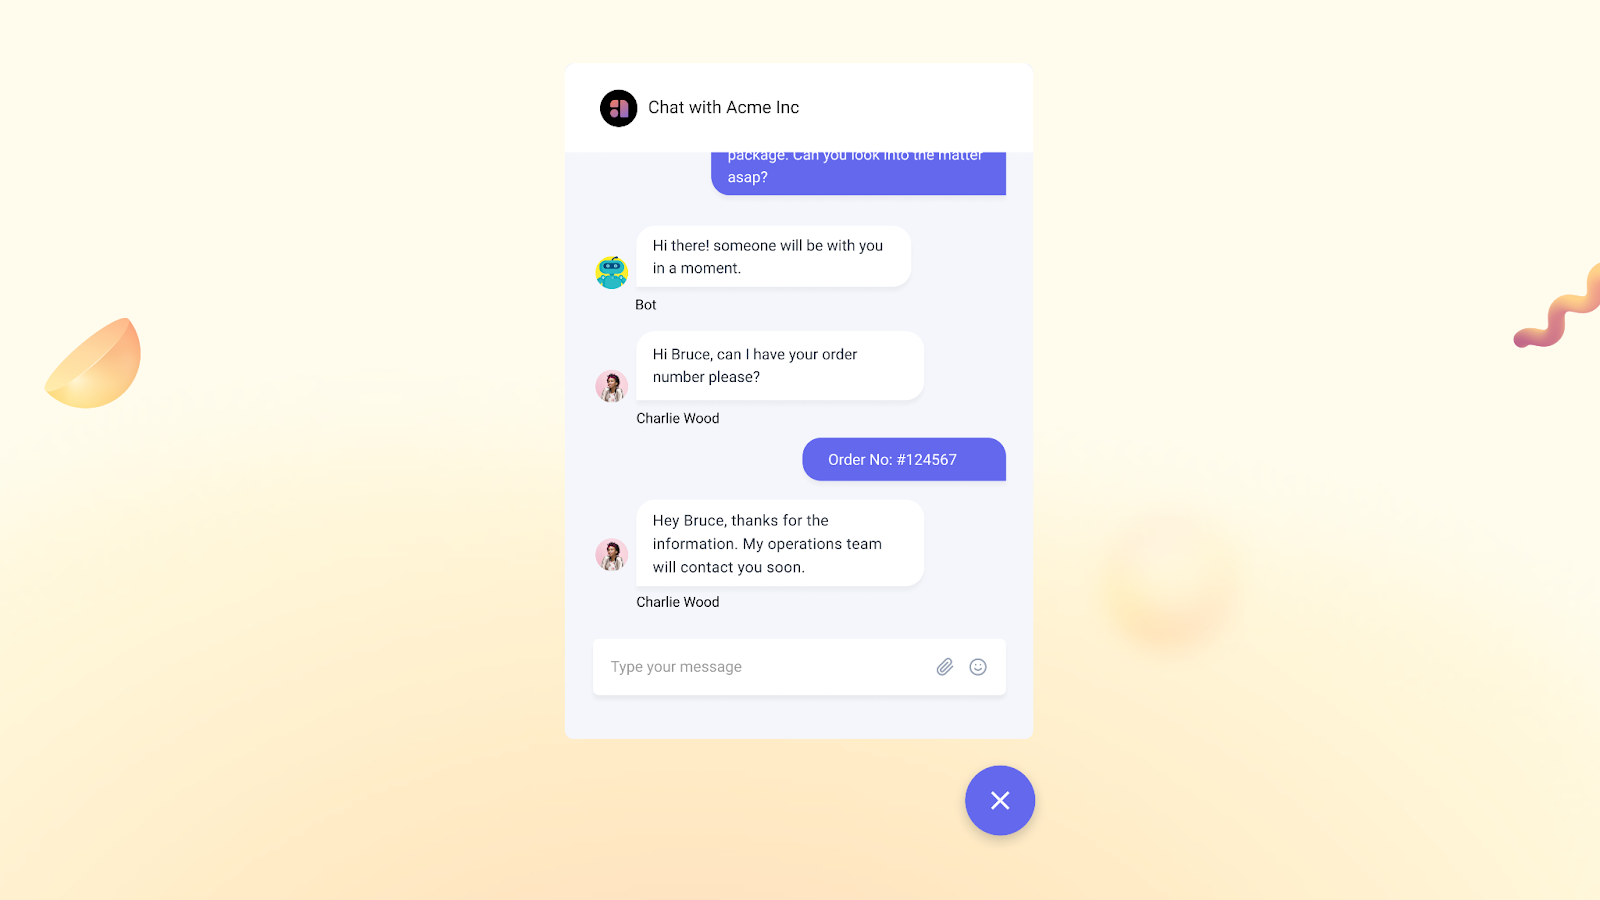 Chat with Acme Inc
package. Can you look into the matter
asap?
Hi there! someone will be with you
in a moment.
Bot
Hi Bruce, can I have your order
number please?
Charlie Wood
Order No: #124567
Hey Bruce, thanks for the
information. My operations team
will contact you soon.
Charlie Wood
Type your message